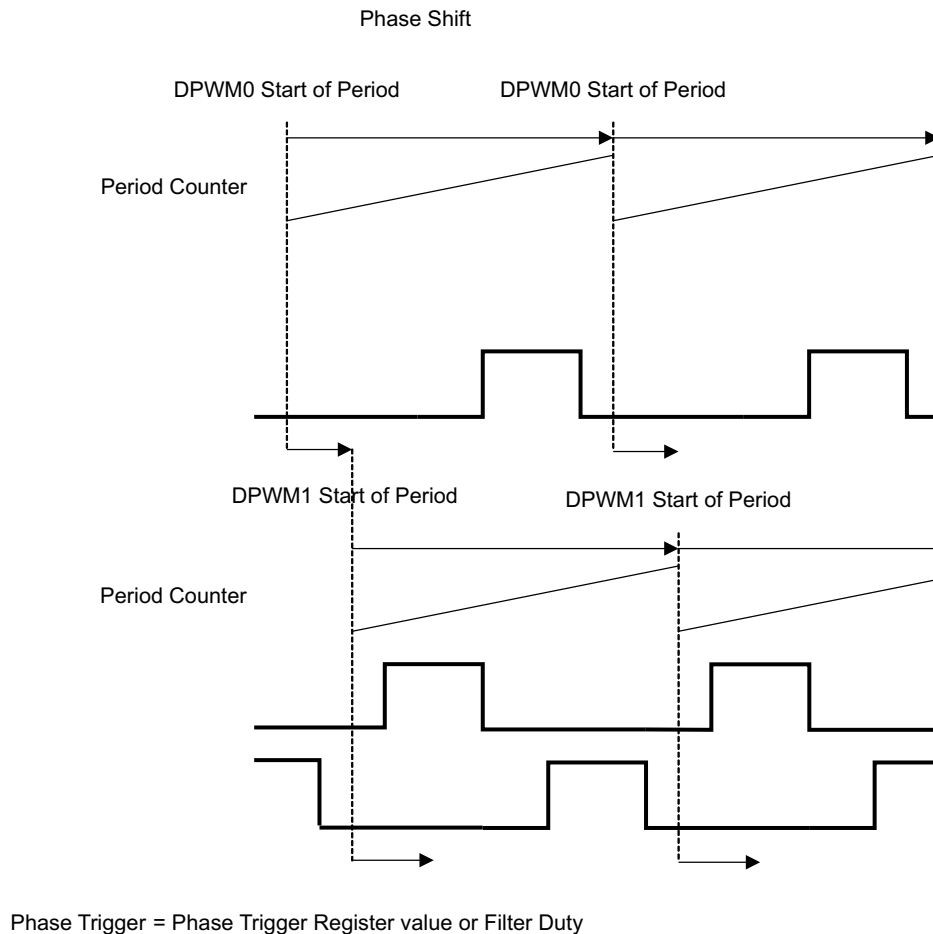 Phase Shift
DPWM0 Start of Period
DPWM0 Start of Period
Period Counter
DPWM1 Start of Period
DPWM1 Start of Period
Period Counter
Phase Trigger = Phase Trigger Register value or Filter Duty